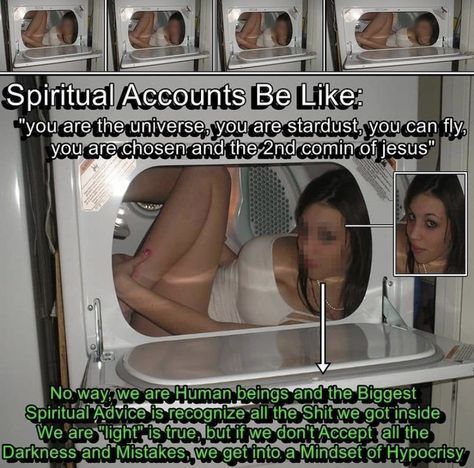 Spiritual Accounts Be Like:
"you are the universe, you are stardust, you can fly,
you are chosen and the 2nd comin of jesus"
No way, we are Human beings and the Biggest
Spiritual Advice is recognize all the Shit we got inside
We are "light" is true, but if we don't Accept all the
Darkness and Mistakes, we get into a Mindset of Hypocrisy